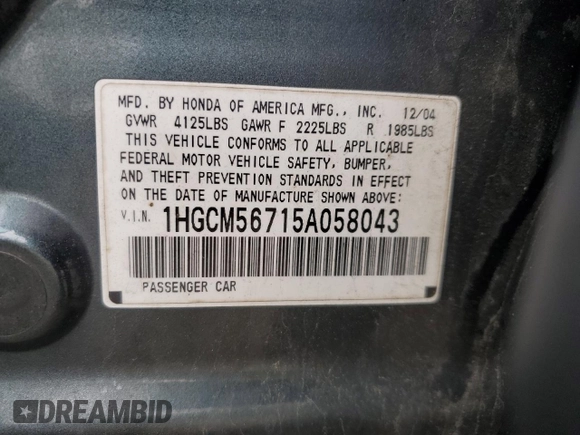 MFD. BY HONDA OF AMERICA MFG., INC. 12/04
GVWR 4125LBS GAWR F 2225LBS R 1985LBS
THIS VEHICLE CONFORMS TO ALL APPLICABLE
FEDERAL MOTOR VEHICLE SAFETY, BUMPER,
AND THEFT PREVENTION STANDARDS IN EFFECT
ON THE DATE OF MANUFACTURE SHOWN ABOVE:
V.I.N. 1HGCM56715A058043
PASSENGER CAR
DREAMBID